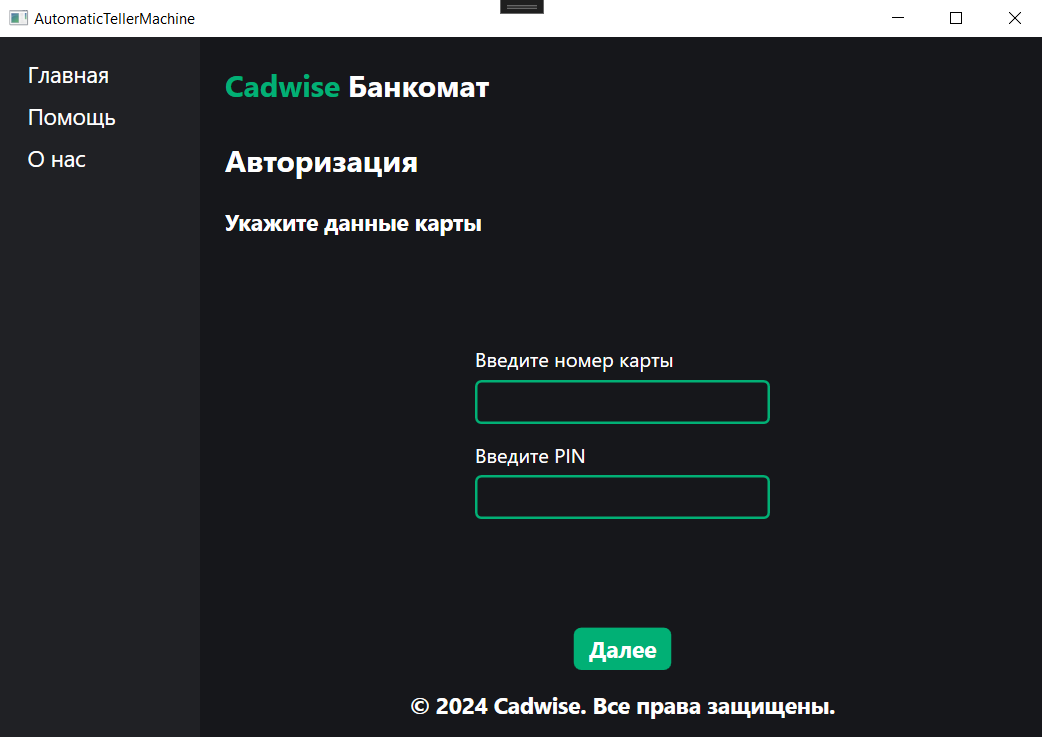 AutomaticTellerMachine
Главная
Помощь
О нас
Cadwise Банкомат
Авторизация
Укажите данные карты
Введите номер карты
Введите PIN
Далее
© 2024 Cadwise. Все права защищены.